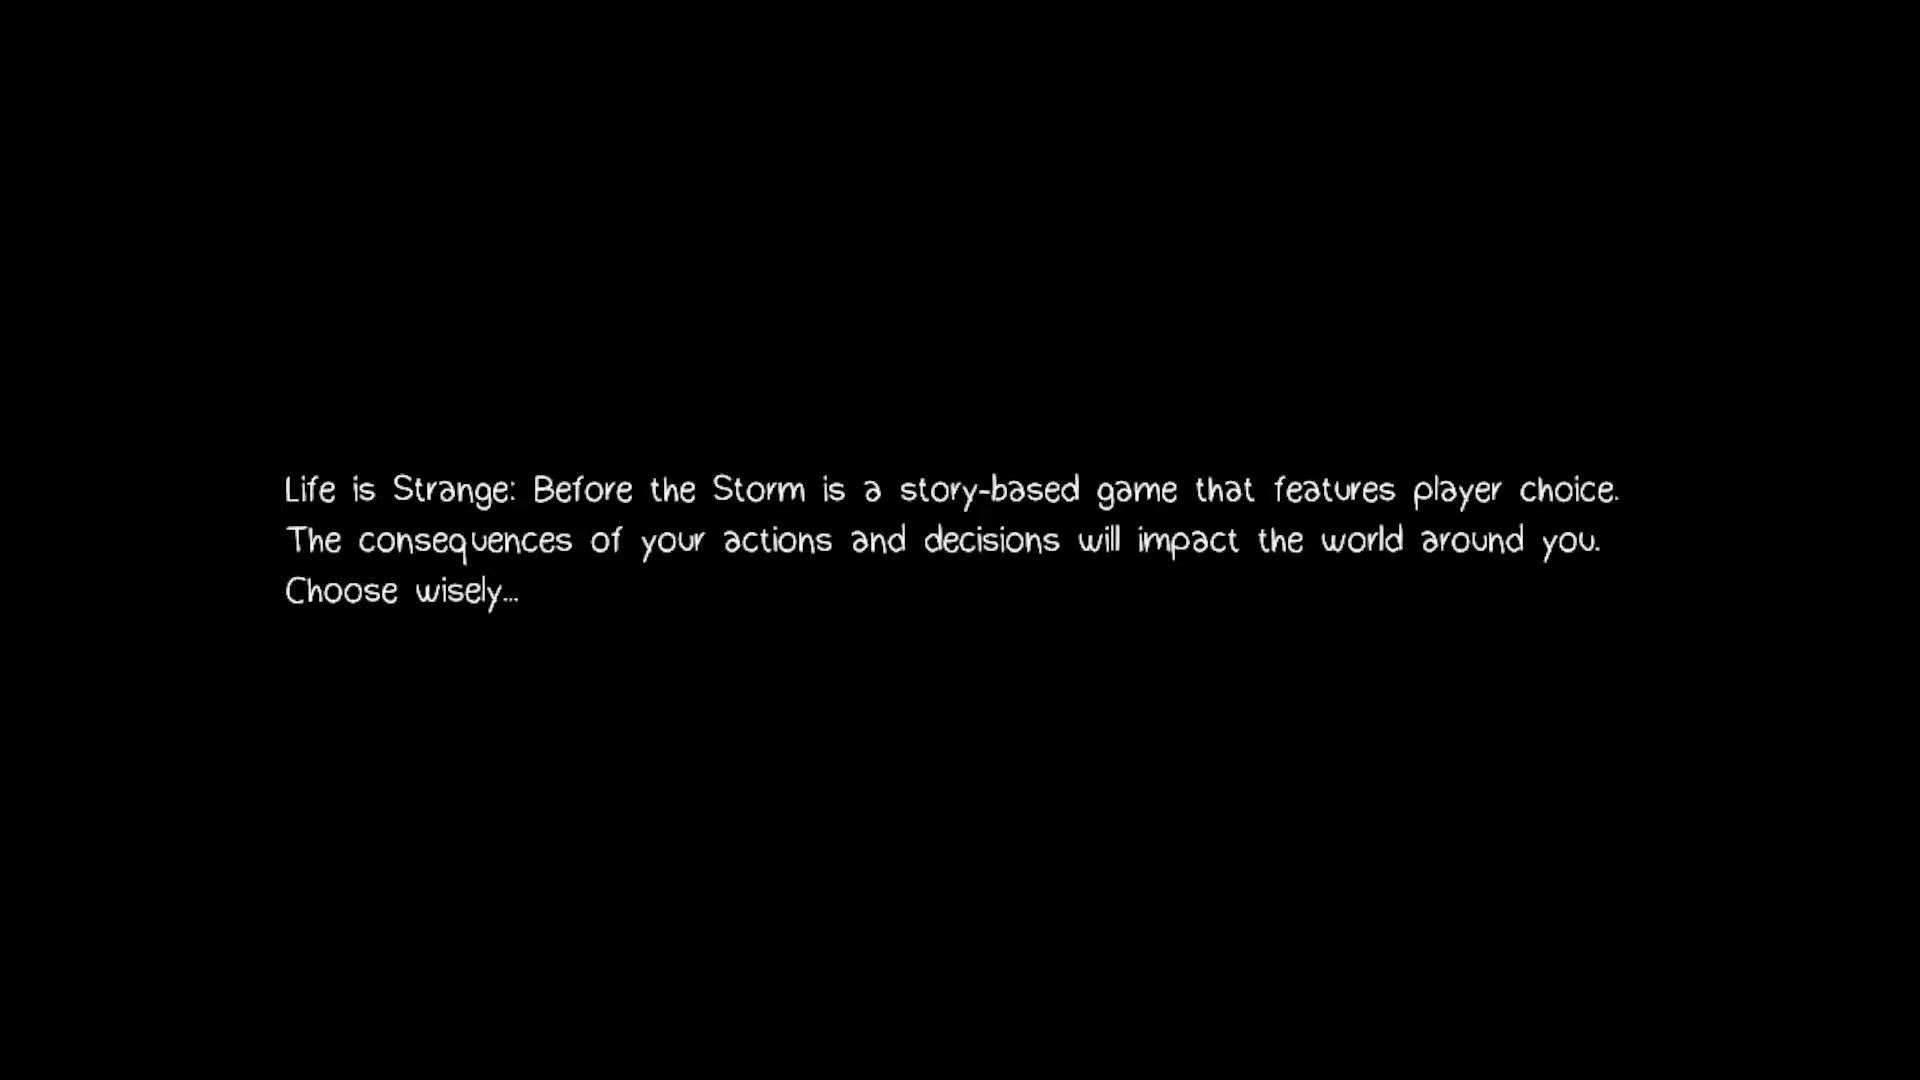 Life is Strange: Before the Storm is a story-based game that features player choice.
The consequences of your actions and decisions will impact the world around you.
Choose wisely...